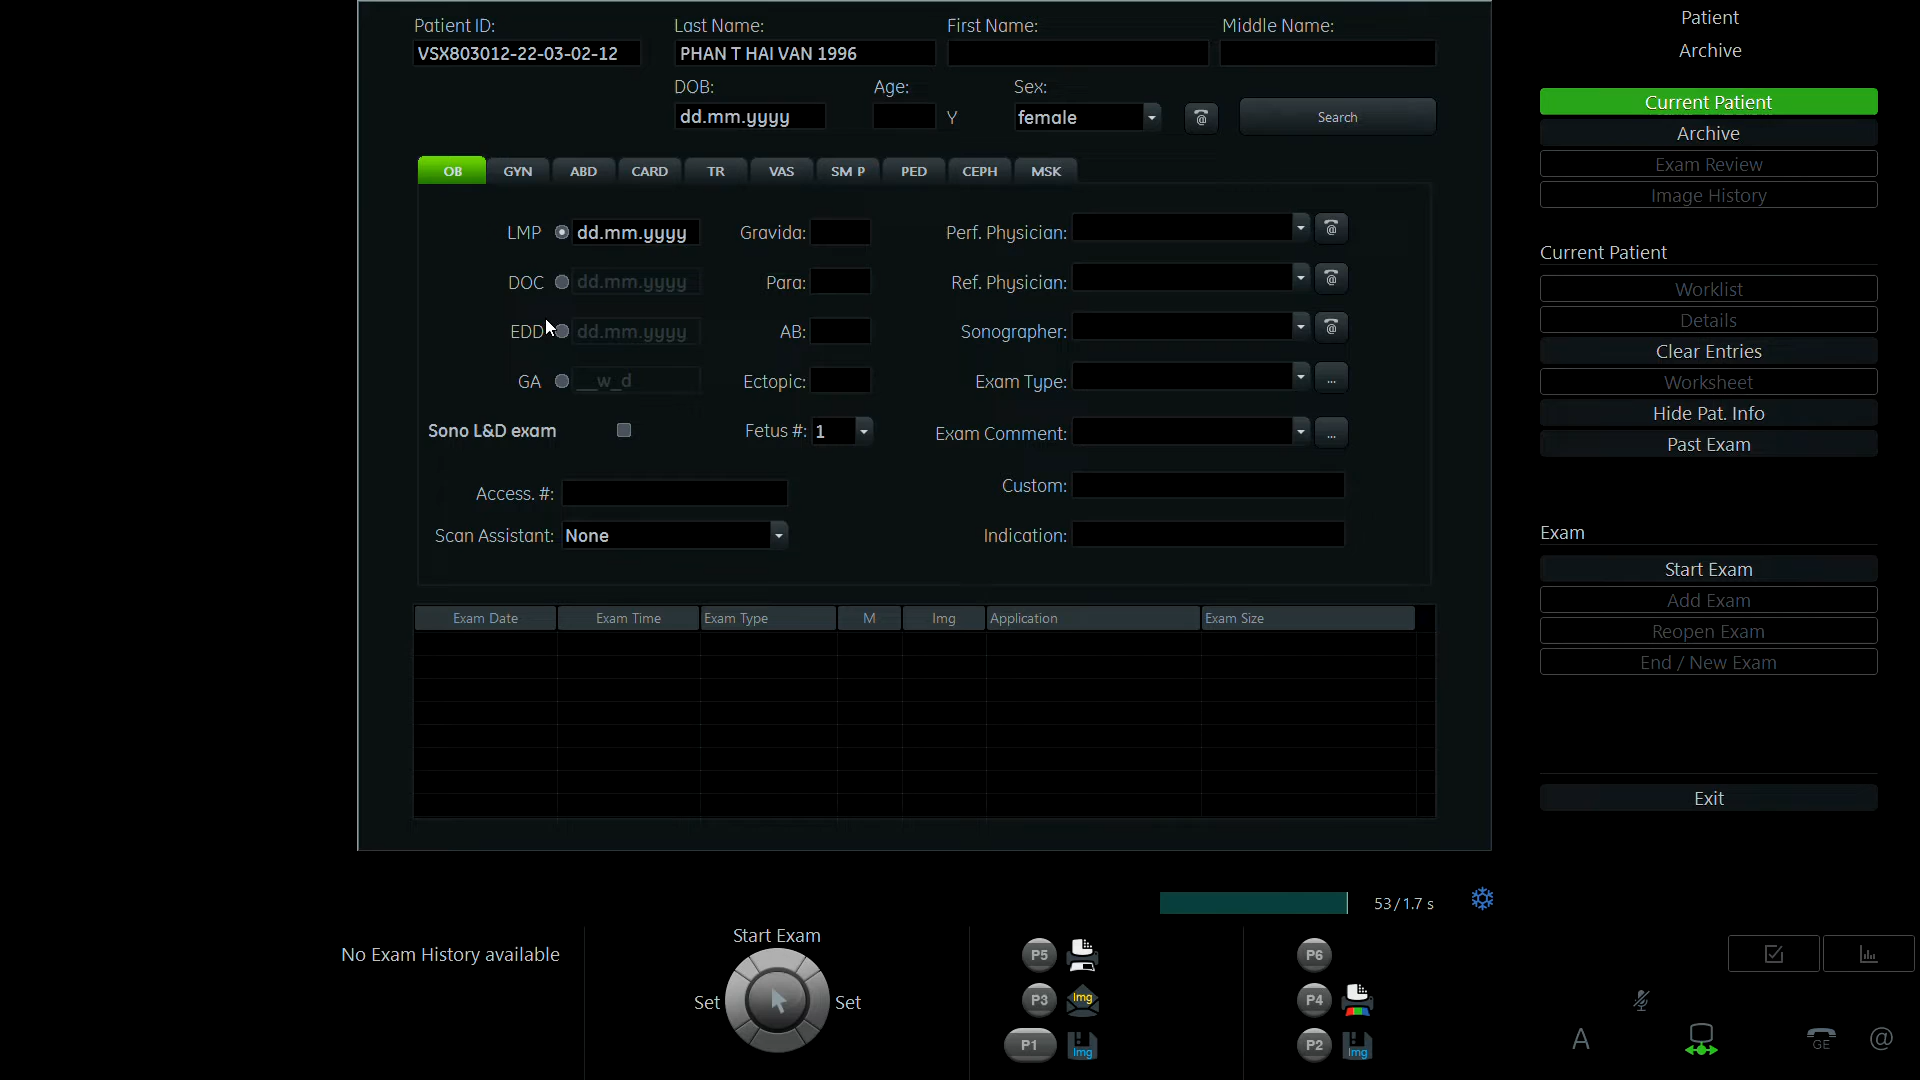 Patient ID: Last Name: First Name: Middle Name:
VSX803012-22-03-02-12 PHAN T HAI VAN 1996
DOB: Age: Sex:
dd.mm.yyyy Y female @ Search
OB GYN ABD CARD TR VAS SM P PED CEPH MSK
LMP dd.mm.yyyy Gravida: Perf. Physician: @
DOC dd.mm.yyyy Para: Ref. Physician: @
EDD dd.mm.yyyy AB: Sonographer: @
GA __w_d Ectopic: Exam Type: ...
Sono L&D exam Fetus #: 1 Exam Comment: ...
Access. #: Custom:
Scan Assistant: None Indication:
Exam Date Exam Time Exam Type M Img Application Exam Size
Patient
Archive
Current Patient
Archive
Exam Review
Image History
Current Patient
Worklist
Details
Clear Entries
Worksheet
Hide Pat. Info
Past Exam
Exam
Start Exam
Add Exam
Reopen Exam
End / New Exam
Exit
53/1.7 s
No Exam History available
Start Exam
Set Set
P5 P6
P3 Img P4
P1 Img P2 Img
A GE @